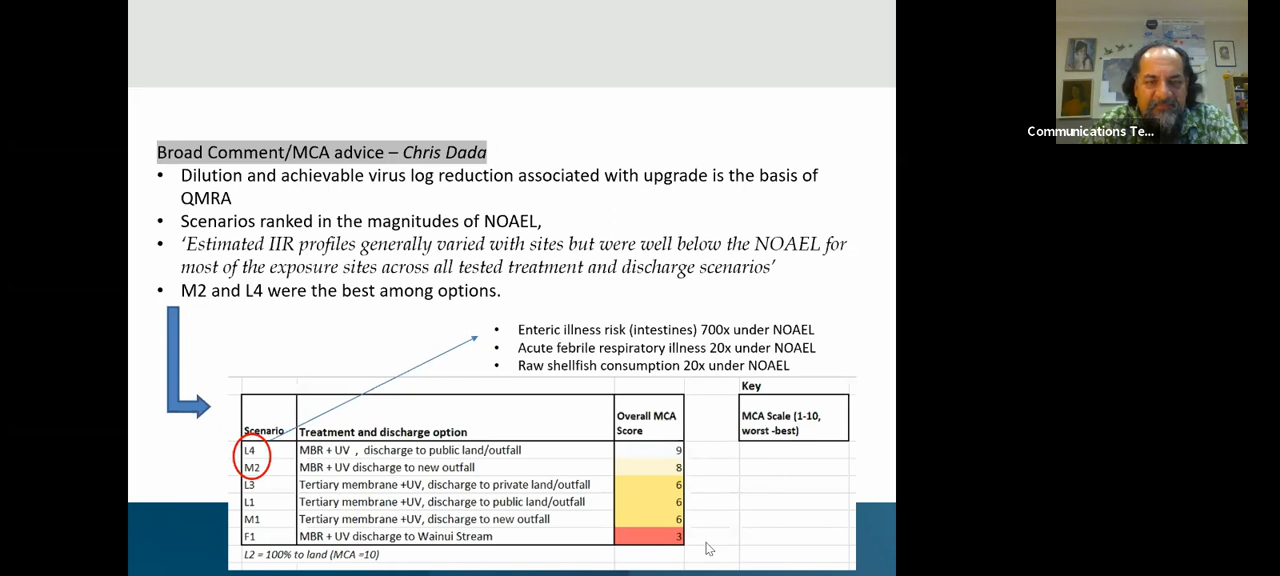 Broad Comment/MCA advice – Chris Dada
• Dilution and achievable virus log reduction associated with upgrade is the basis of
QMRA
• Scenarios ranked in the magnitudes of NOAEL,
• ‘Estimated IIR profiles generally varied with sites but were well below the NOAEL for
most of the exposure sites across all tested treatment and discharge scenarios’
• M2 and L4 were the best among options.
• Enteric illness risk (intestines) 700x under NOAEL
• Acute febrile respiratory illness 20x under NOAEL
• Raw shellfish consumption 20x under NOAEL
Scenario Treatment and discharge option Overall MCA Score
L4 MBR + UV , discharge to public land/outfall 9
M2 MBR + UV discharge to new outfall 8
L3 Tertiary membrane +UV, discharge to private land/outfall 6
L1 Tertiary membrane +UV, discharge to public land/outfall 6
M1 Tertiary membrane +UV, discharge to new outfall 6
F1 MBR + UV discharge to Wainui Stream 3
L2 = 100% to land (MCA =10)
Key
MCA Scale (1-10,
worst -best)
Communications Te...